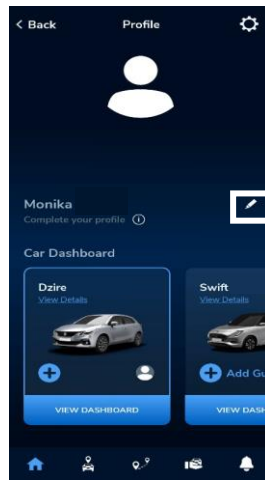 < Back Profile
Monika
Complete your profile
Car Dashboard
Dzire Swift
View Details View Details
Add Gu
VIEW DASHBOARD VIEW DASH